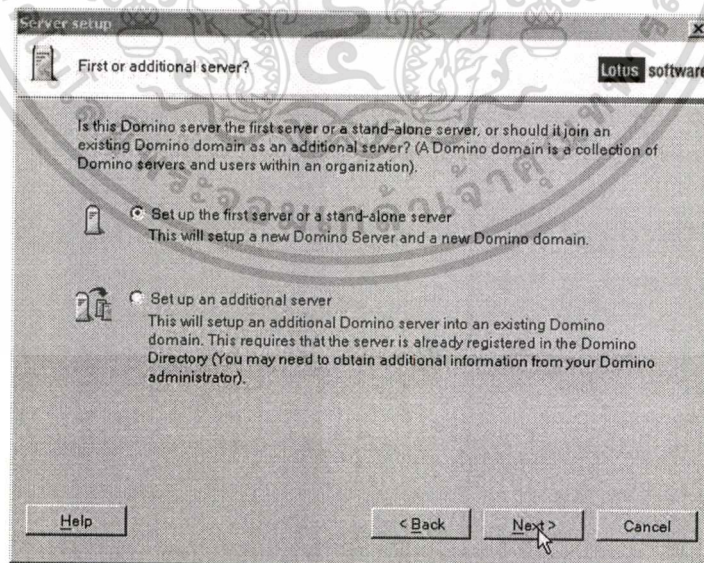 Server setup
First or additional server?
Lotus software
Is this Domino server the first server or a stand-alone server, or should it join an
existing Domino domain as an additional server? (A Domino domain is a collection of
Domino servers and users within an organization).
Set up the first server or a stand-alone server
This will setup a new Domino Server and a new Domino domain.
Set up an additional server
This will setup an additional Domino server into an existing Domino
domain. This requires that the server is already registered in the Domino
Directory (You may need to obtain additional information from your Domino
administrator).
Help
< Back
Next >
Cancel